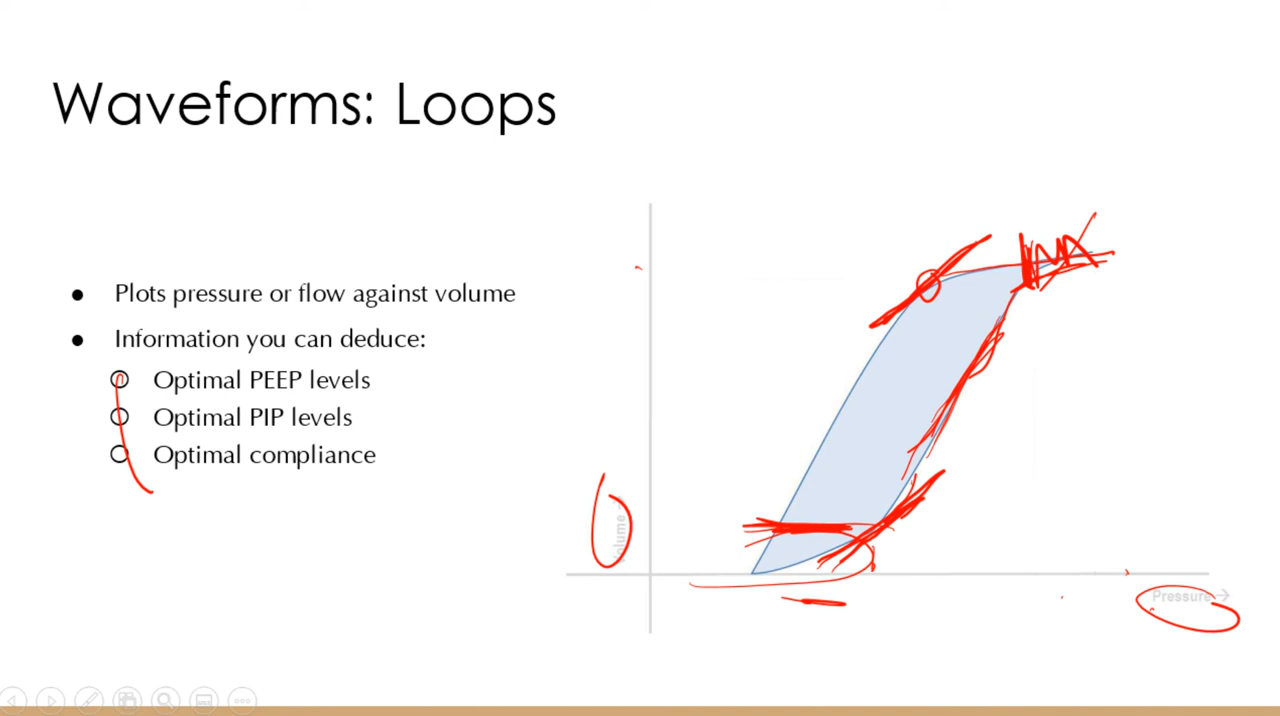 Waveforms: Loops
Plots pressure or flow against volume
Information you can deduce:
Optimal PEEP levels
Optimal PIP levels
Optimal compliance
Volume →
Pressure →